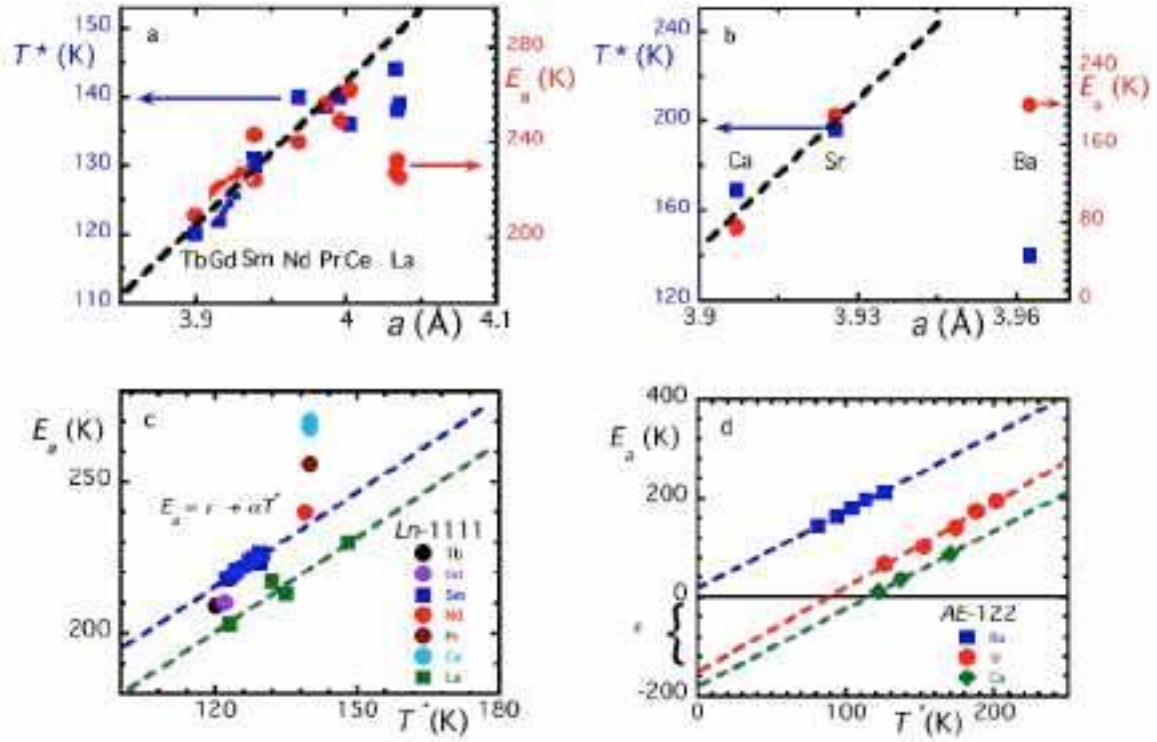 a
T* (K)
150
140
130
120
110
280
240
200
E_a (K)
Tb Gd Sm Nd Pr Ce La
3.9 4 4.1
a (Å)
b
T* (K)
240
200
160
120
240
160
80
0
E_a (K)
Ca Sr Ba
3.9 3.93 3.96
a (Å)
c
E_a (K)
250
200
Ln-1111
Tb
Gd
Sm
Nd
Pr
Ce
La
120 150 180
T* (K)
d
E_a (K)
400
200
0
-200
AE-122
Ba
Sr
Ca
0 100 200
T* (K)